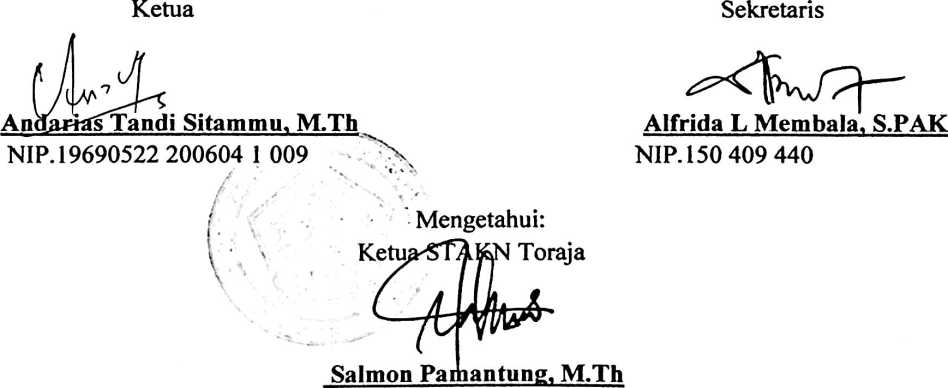 Ketua Sekretaris
Andarias Tandi Sitammu, M.Th Alfrida L Membala, S.PAK
NIP.19690522 200604 1 009 NIP.150 409 440
Mengetahui:
Ketua STAKN Toraja
Salmon Pamantung, M.Th